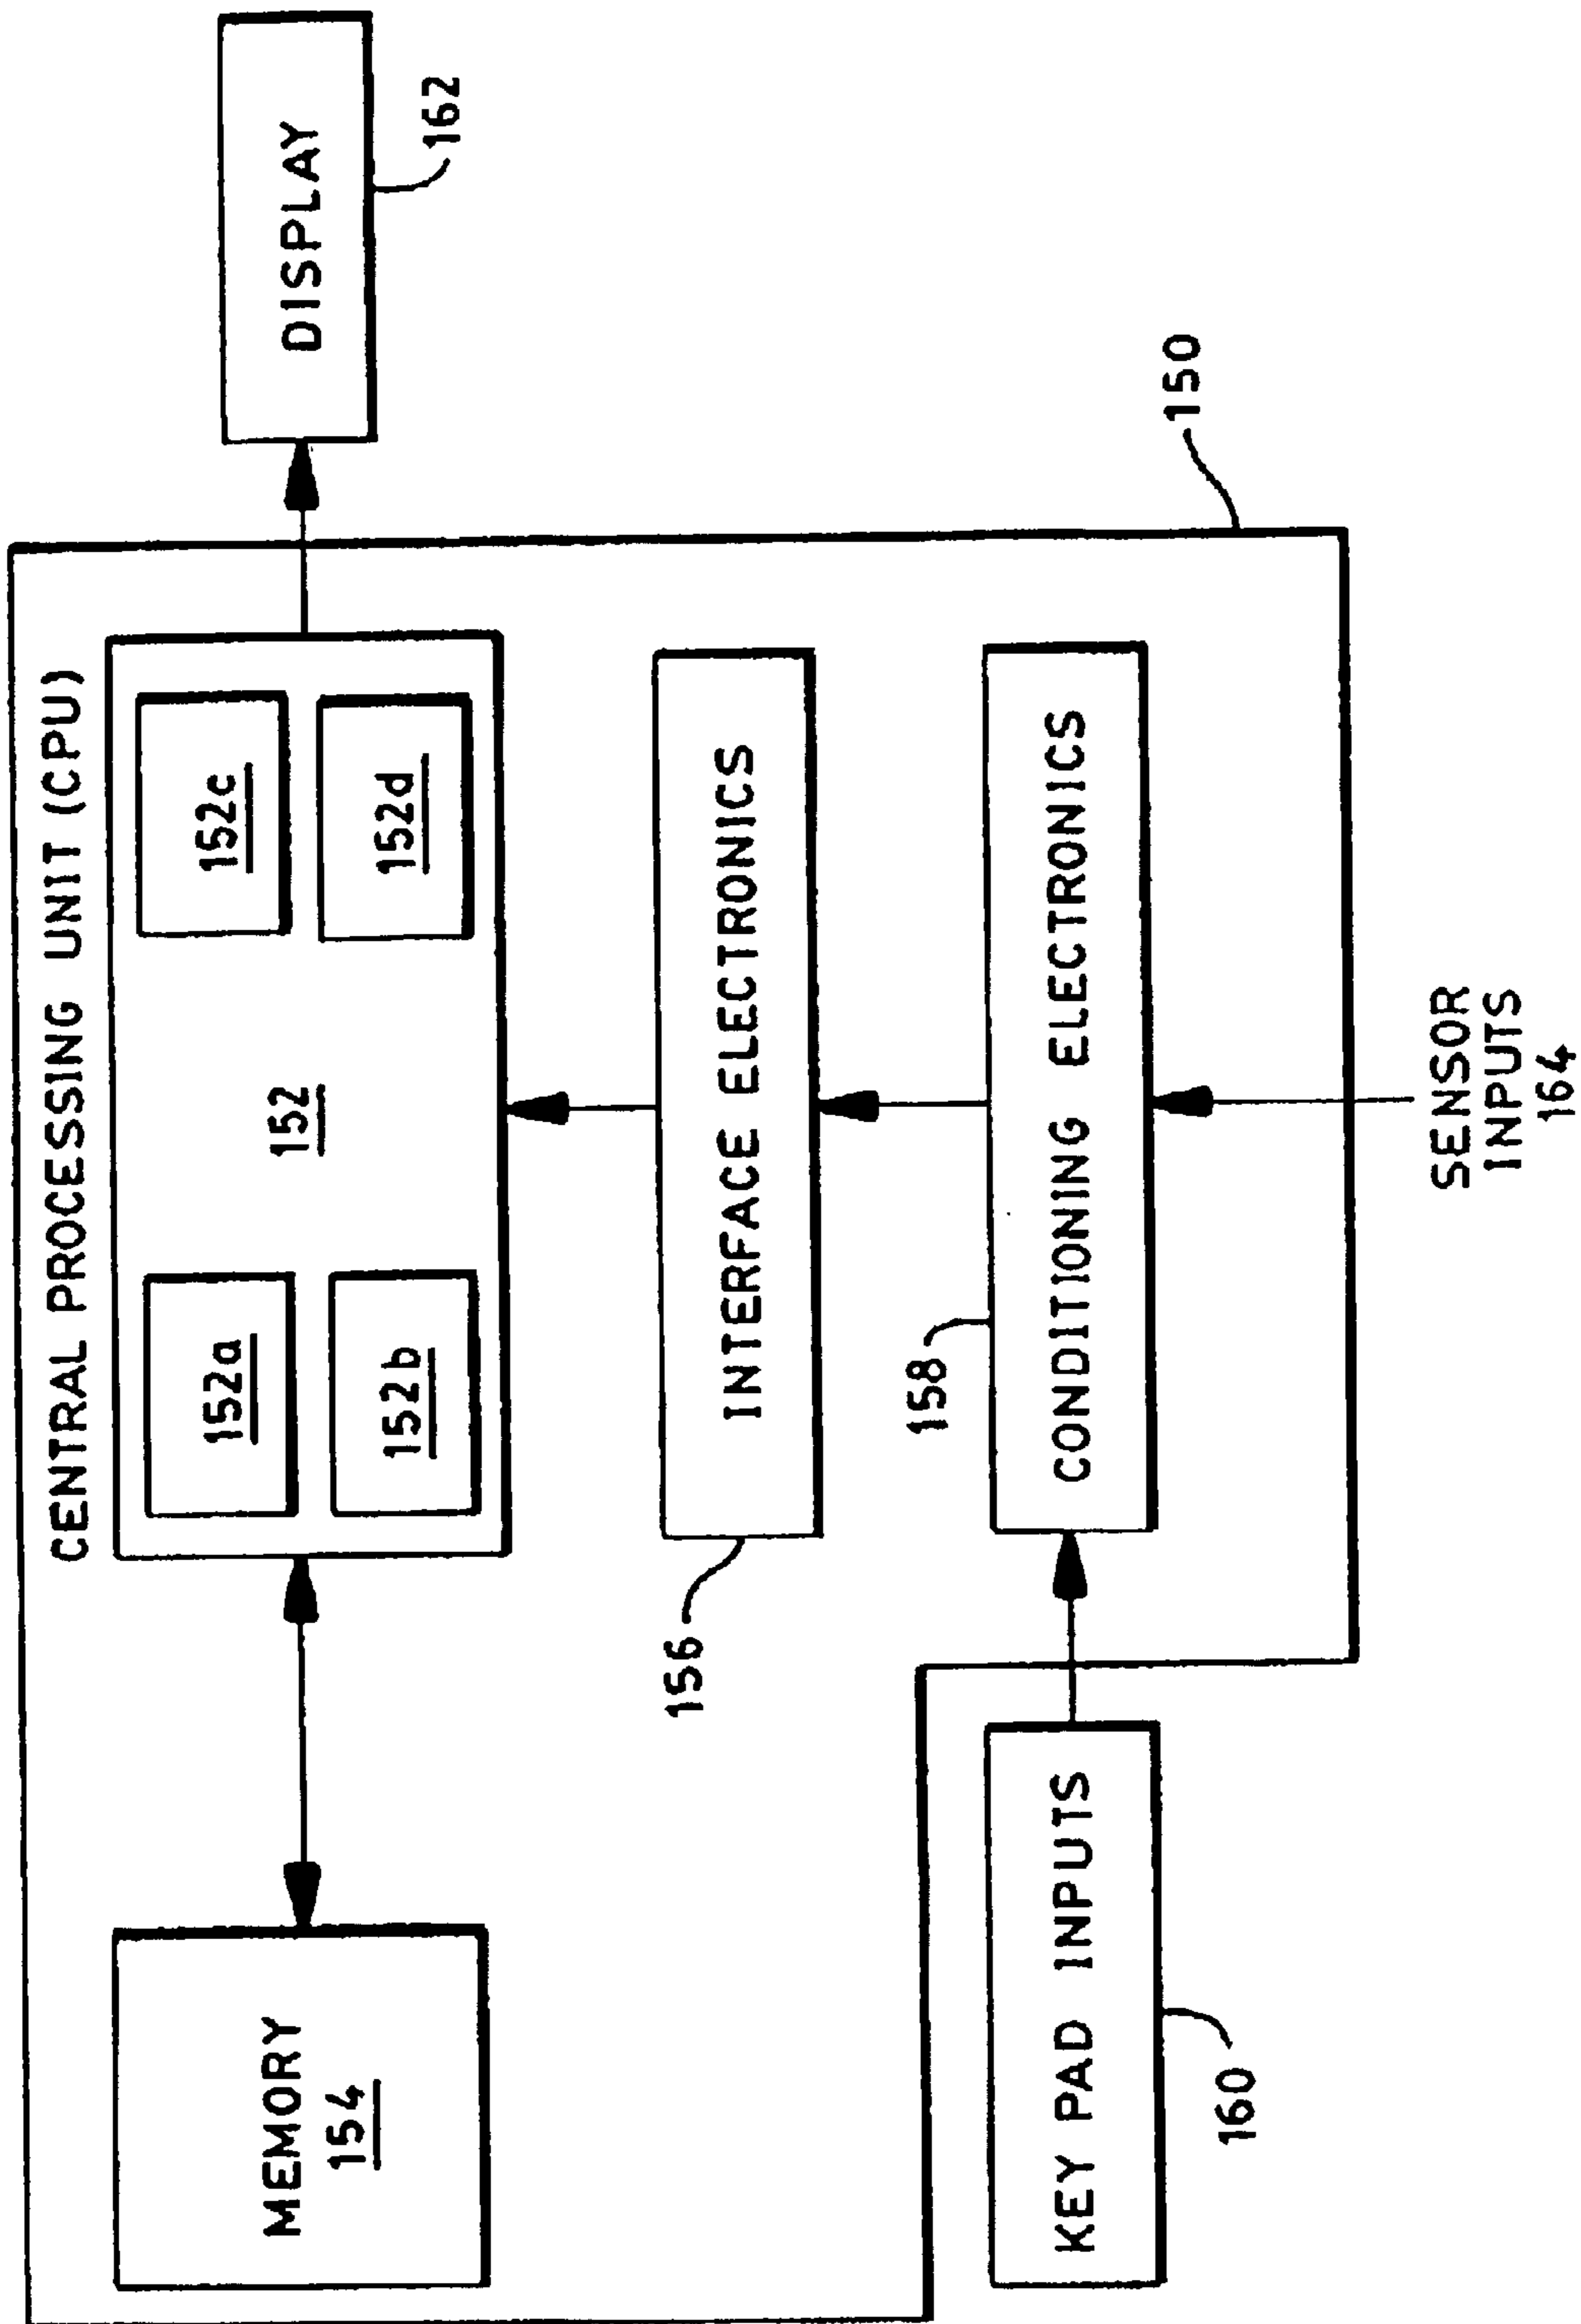 CENTRAL PROCESSING UNIT (CPU)
MEMORY
154
152a
152b
152
152c
152d
DISPLAY
162
156
INTERFACE ELECTRONICS
150
158
CONDITIONING ELECTRONICS
KEY PAD INPUTS
160
SENSOR
INPUTS
164